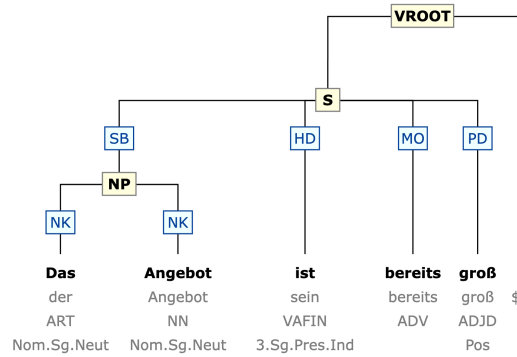 VROOT
S
SB HD MO PD
NP
NK NK
Das Angebot ist bereits groß
der Angebot sein bereits groß $
ART NN VAFIN ADV ADJD
Nom.Sg.Neut Nom.Sg.Neut 3.Sg.Pres.Ind Pos